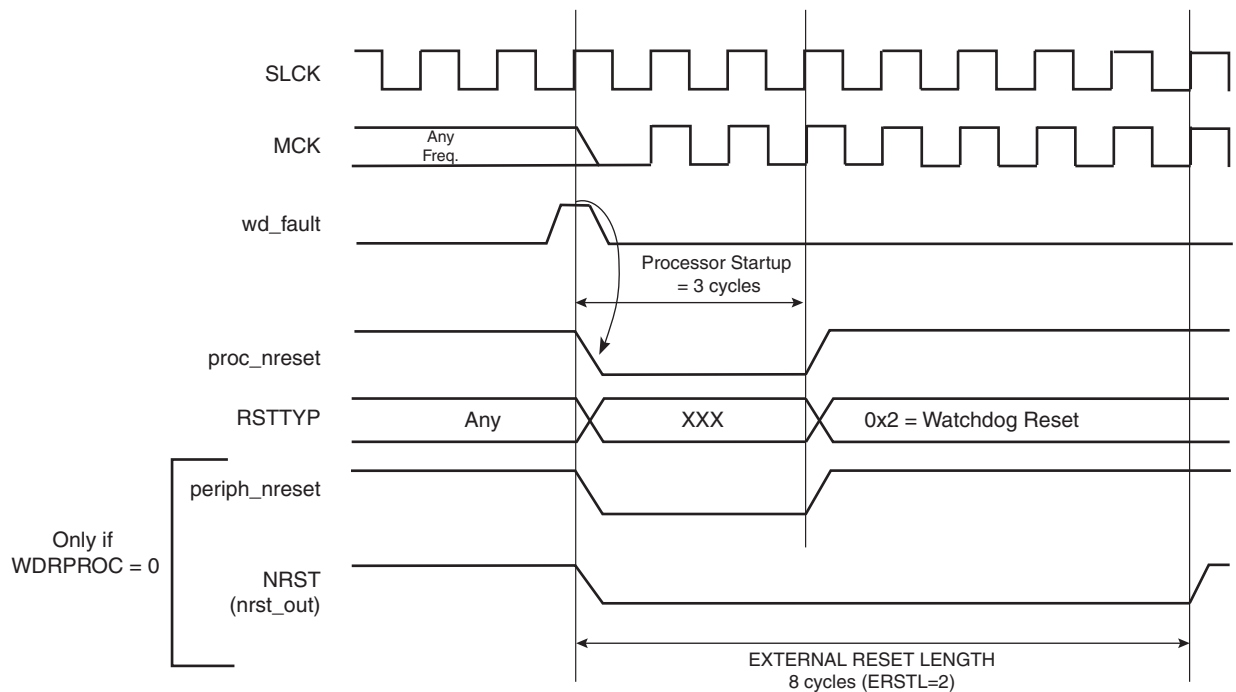 SLCK
MCK
Any
Freq.
wd_fault
Processor Startup
= 3 cycles
proc_nreset
RSTTYP
Any
XXX
0x2 = Watchdog Reset
periph_nreset
Only if
WDRPROC = 0
NRST
(nrst_out)
EXTERNAL RESET LENGTH
8 cycles (ERSTL=2)